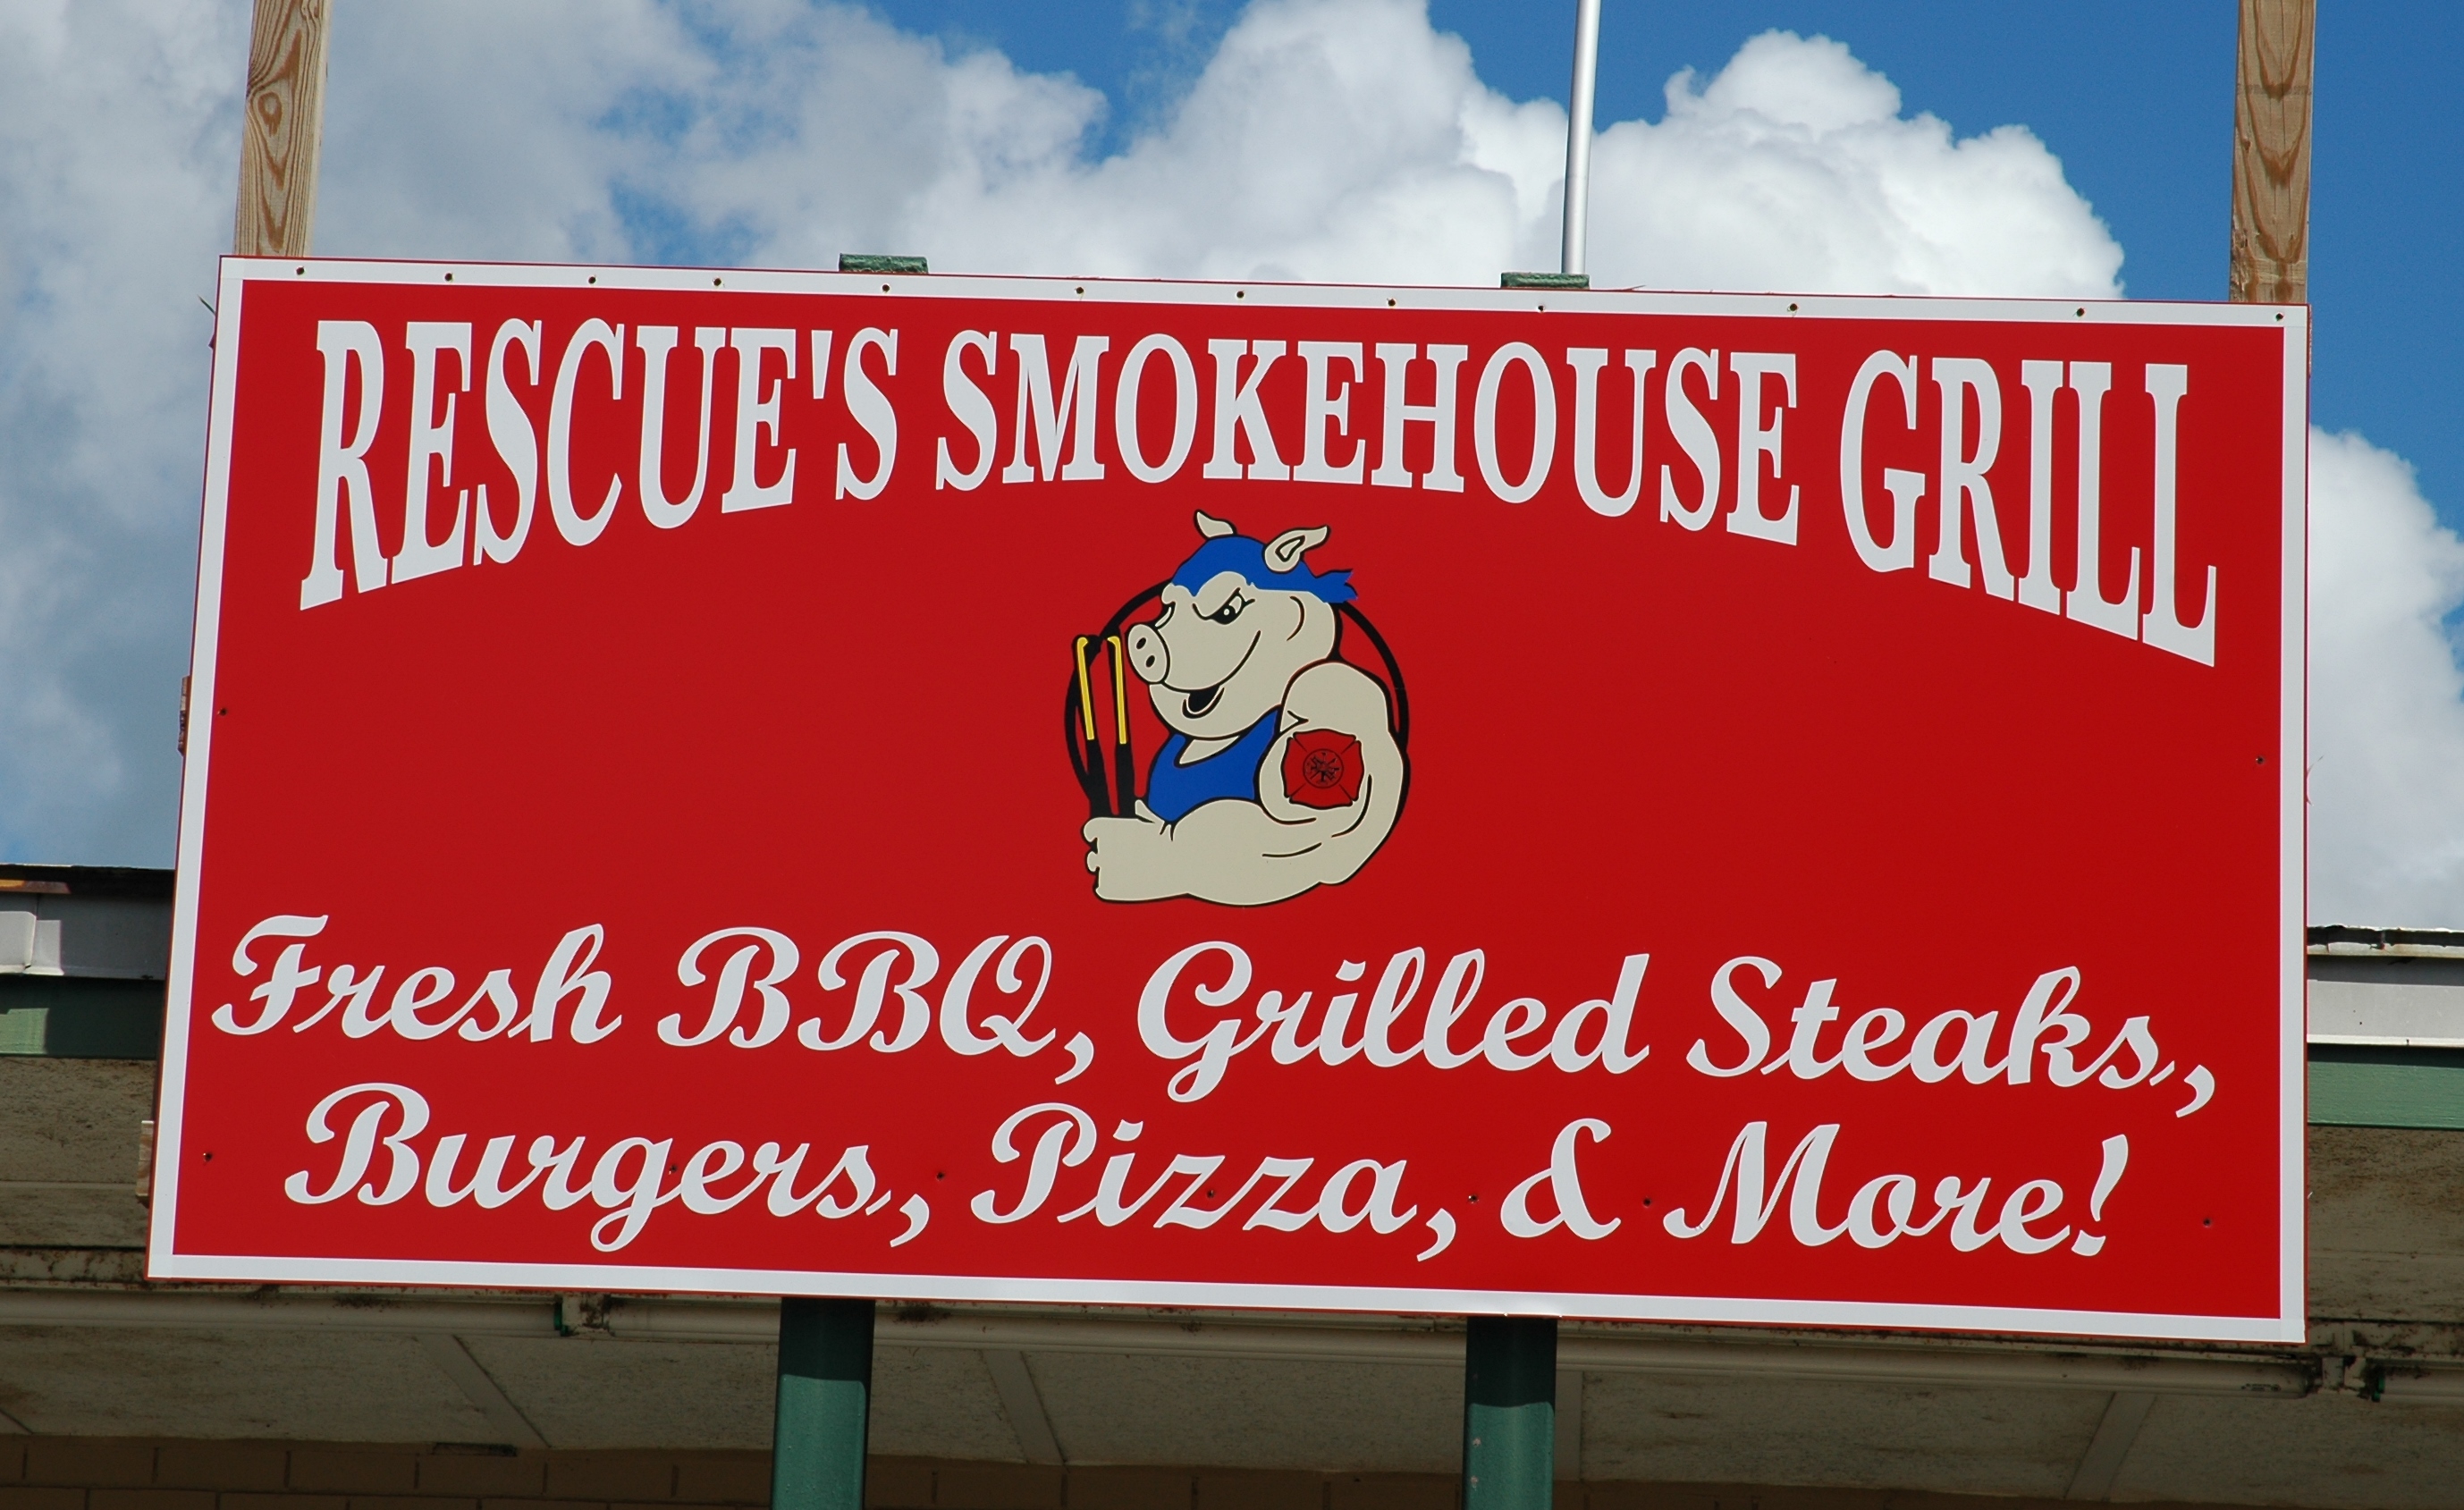 RESCUE'S SMOKEHOUSE GRILL
Fresh BBQ, Grilled Steaks,
Burgers, Pizza, & More!